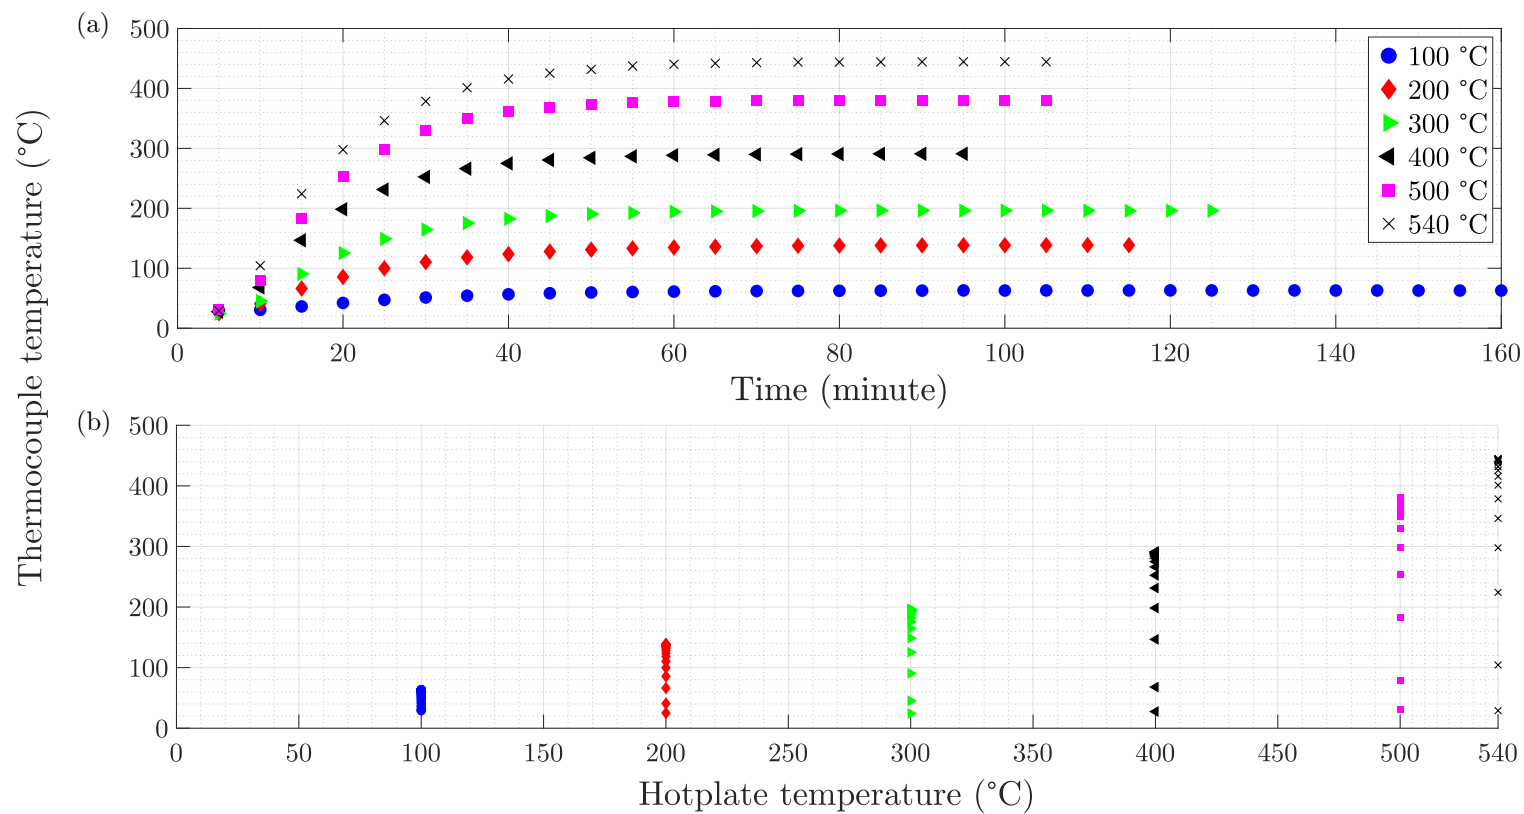 (a)
500
400
300
200
100
0
0 20 40 60 80 100 120 140 160
Time (minute)
100 °C
200 °C
300 °C
400 °C
500 °C
540 °C
Thermocouple temperature (°C)
(b)
500
400
300
200
100
0
0 50 100 150 200 250 300 350 400 450 500 540
Hotplate temperature (°C)